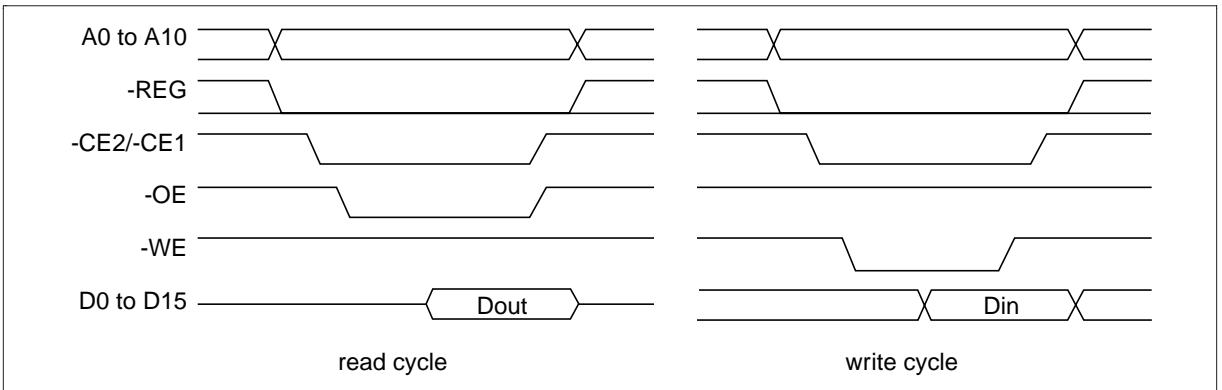 A0 to A10
-REG
-CE2/-CE1
-OE
-WE
D0 to D15
Dout
Din
read cycle
write cycle